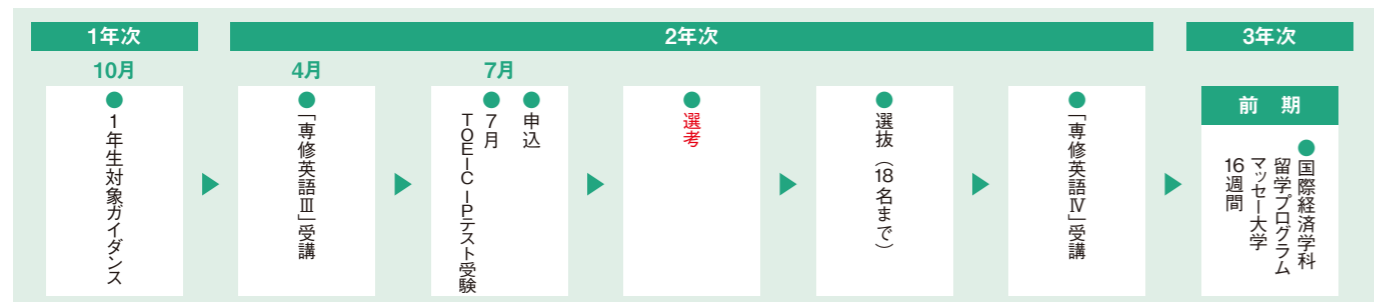 1年次
10月
●1年生対象ガイダンス
2年次
4月
●「専修英語Ⅲ」受講
7月
●申込
●7月
TOEIC-IPテスト受験
●選考
●選抜（18名まで）
●「専修英語Ⅳ」受講
3年次
前 期
●国際経済学科
留学プログラム
マッセー大学
16週間